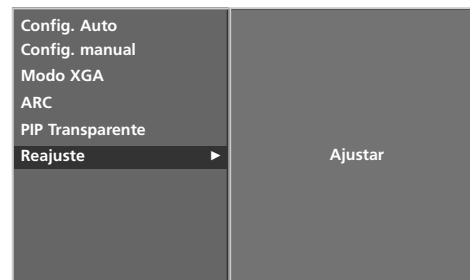 Config. Auto
Config. manual
Modo XGA
ARC
PIP Transparente
Reajuste ►
Ajustar